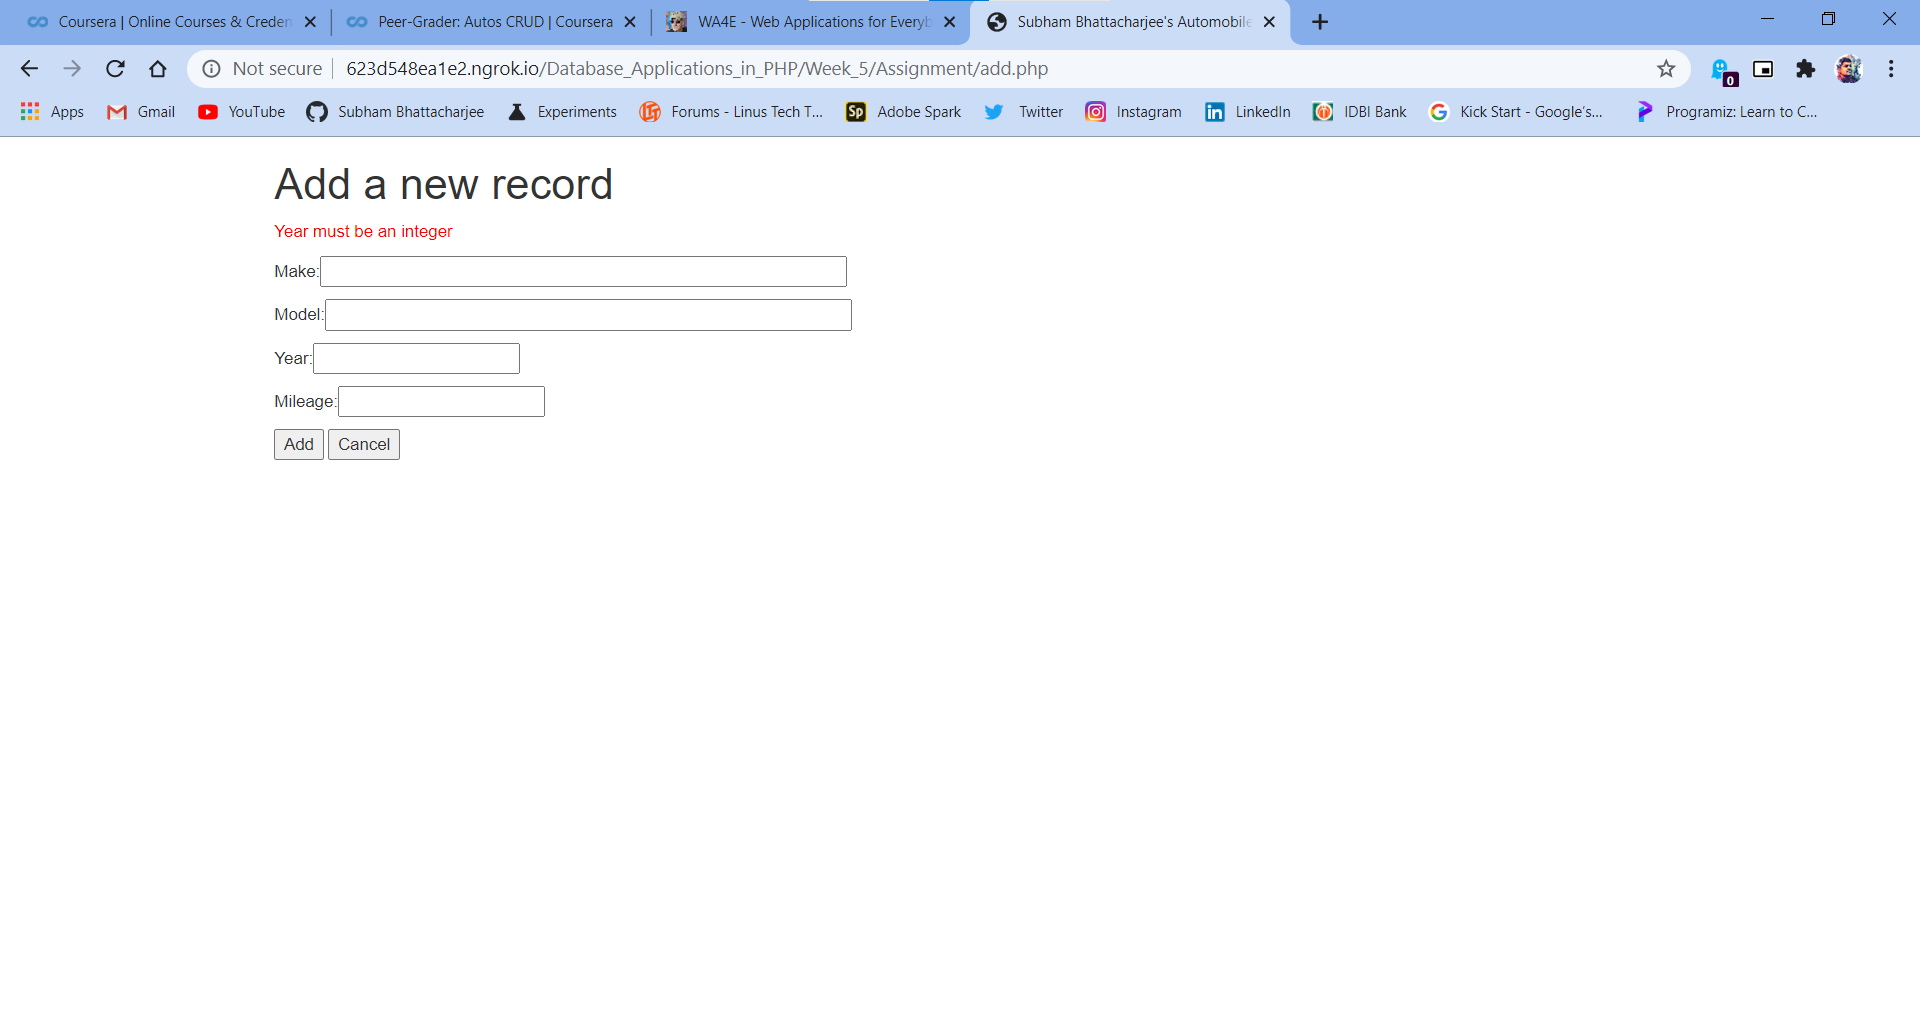 Coursera | Online Courses & Creden
Peer-Grader: Autos CRUD | Coursera
WA4E - Web Applications for Everyb
Subham Bhattacharjee's Automobile
Not secure
623d548ea1e2.ngrok.io/Database_Applications_in_PHP/Week_5/Assignment/add.php
0
Apps
Gmail
YouTube
Subham Bhattacharjee
Experiments
Forums - Linus Tech T...
Sp
Adobe Spark
Twitter
Instagram
LinkedIn
IDBI Bank
Kick Start - Google's...
Programiz: Learn to C...
Add a new record
Year must be an integer
Make:
Model:
Year:
Mileage:
Add Cancel